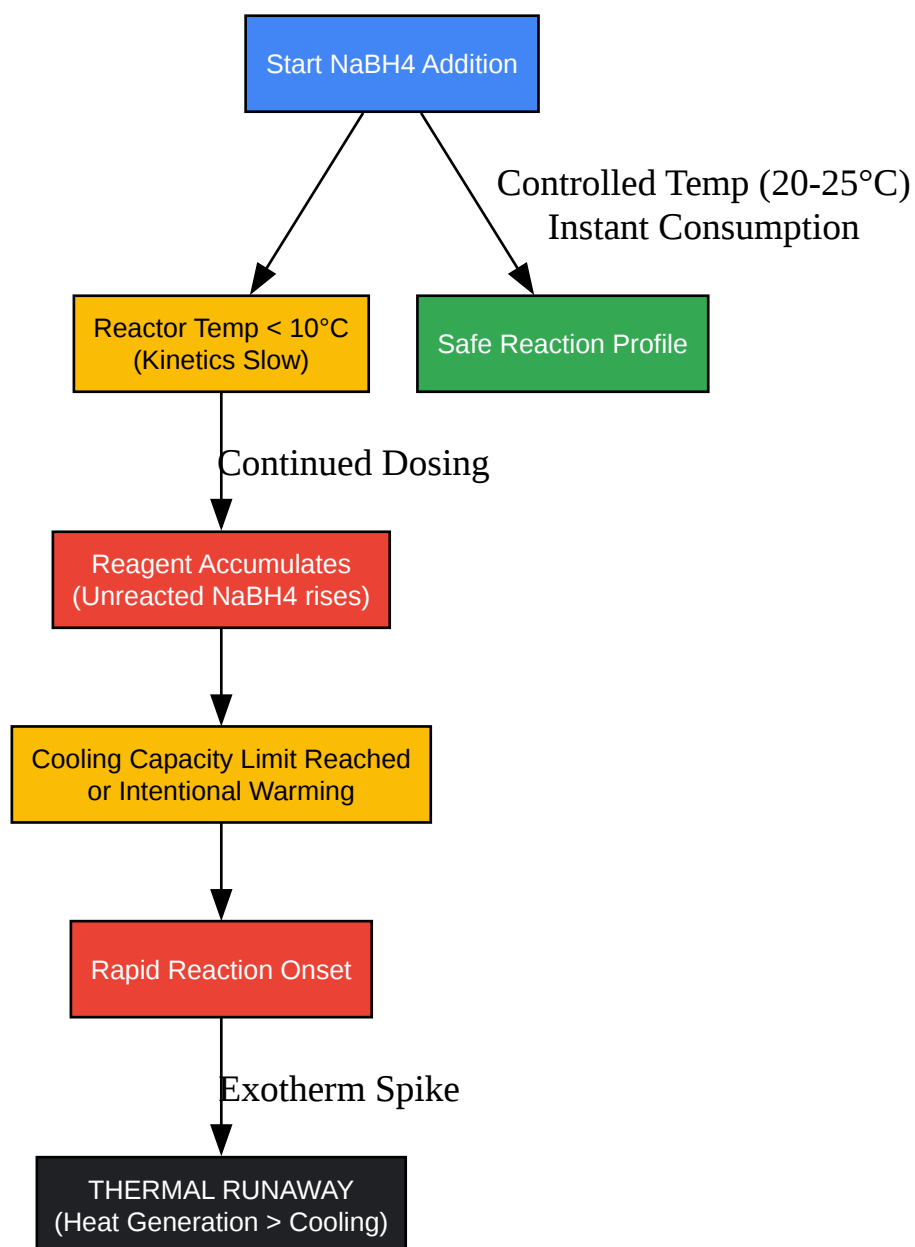 Start NaBH4 Addition
Controlled Temp (20-25°C)
Instant Consumption
Reactor Temp < 10°C
(Kinetics Slow)
Safe Reaction Profile
Continued Dosing
Reagent Accumulates
(Unreacted NaBH4 rises)
Cooling Capacity Limit Reached
or Intentional Warming
Rapid Reaction Onset
Exotherm Spike
THERMAL RUNAWAY
(Heat Generation > Cooling)